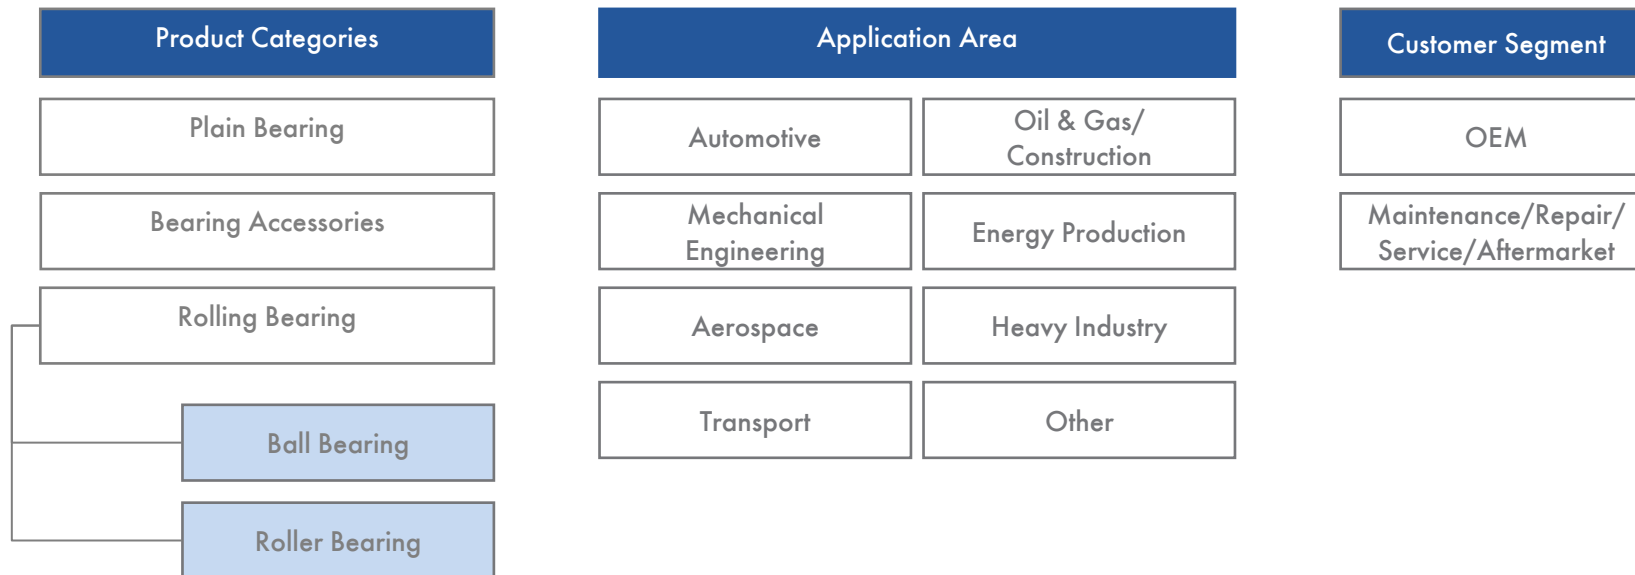 Product Categories
Plain Bearing
Bearing Accessories
Rolling Bearing
Ball Bearing
Roller Bearing
Application Area
Automotive
Oil & Gas/
Construction
Mechanical
Engineering
Energy Production
Aerospace
Heavy Industry
Transport
Other
Customer Segment
OEM
Maintenance/Repair/
Service/Aftermarket